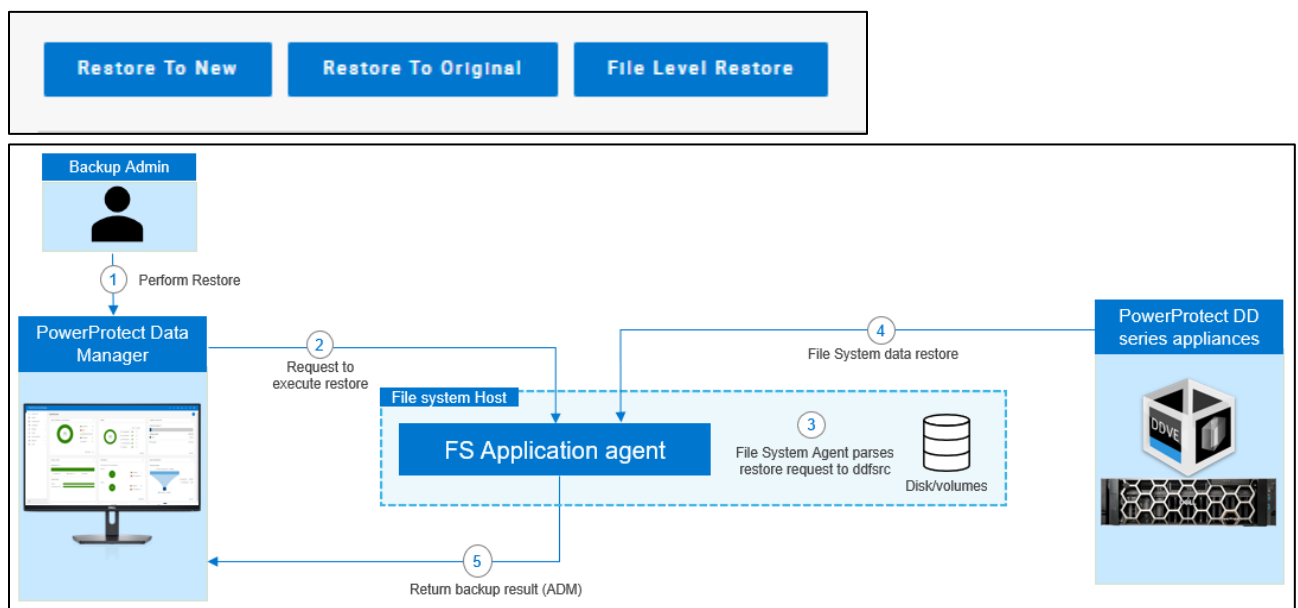 Restore To New
Restore To Original
File Level Restore
Backup Admin
1
Perform Restore
PowerProtect Data
Manager
2
Request to
execute restore
4
File System data restore
PowerProtect DD
series appliances
File system Host
FS Application agent
3
File System Agent parses
restore request to ddfsrc
Disk/volumes
DDVE
5
Return backup result (ADM)